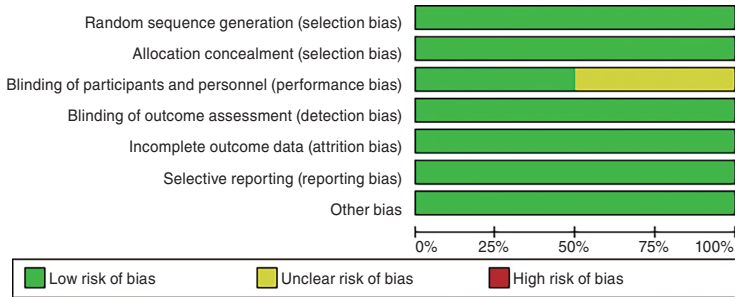 Random sequence generation (selection bias)
Allocation concealment (selection bias)
Blinding of participants and personnel (performance bias)
Blinding of outcome assessment (detection bias)
Incomplete outcome data (attrition bias)
Selective reporting (reporting bias)
Other bias
0% 25% 50% 75% 100%
Low risk of bias Unclear risk of bias High risk of bias